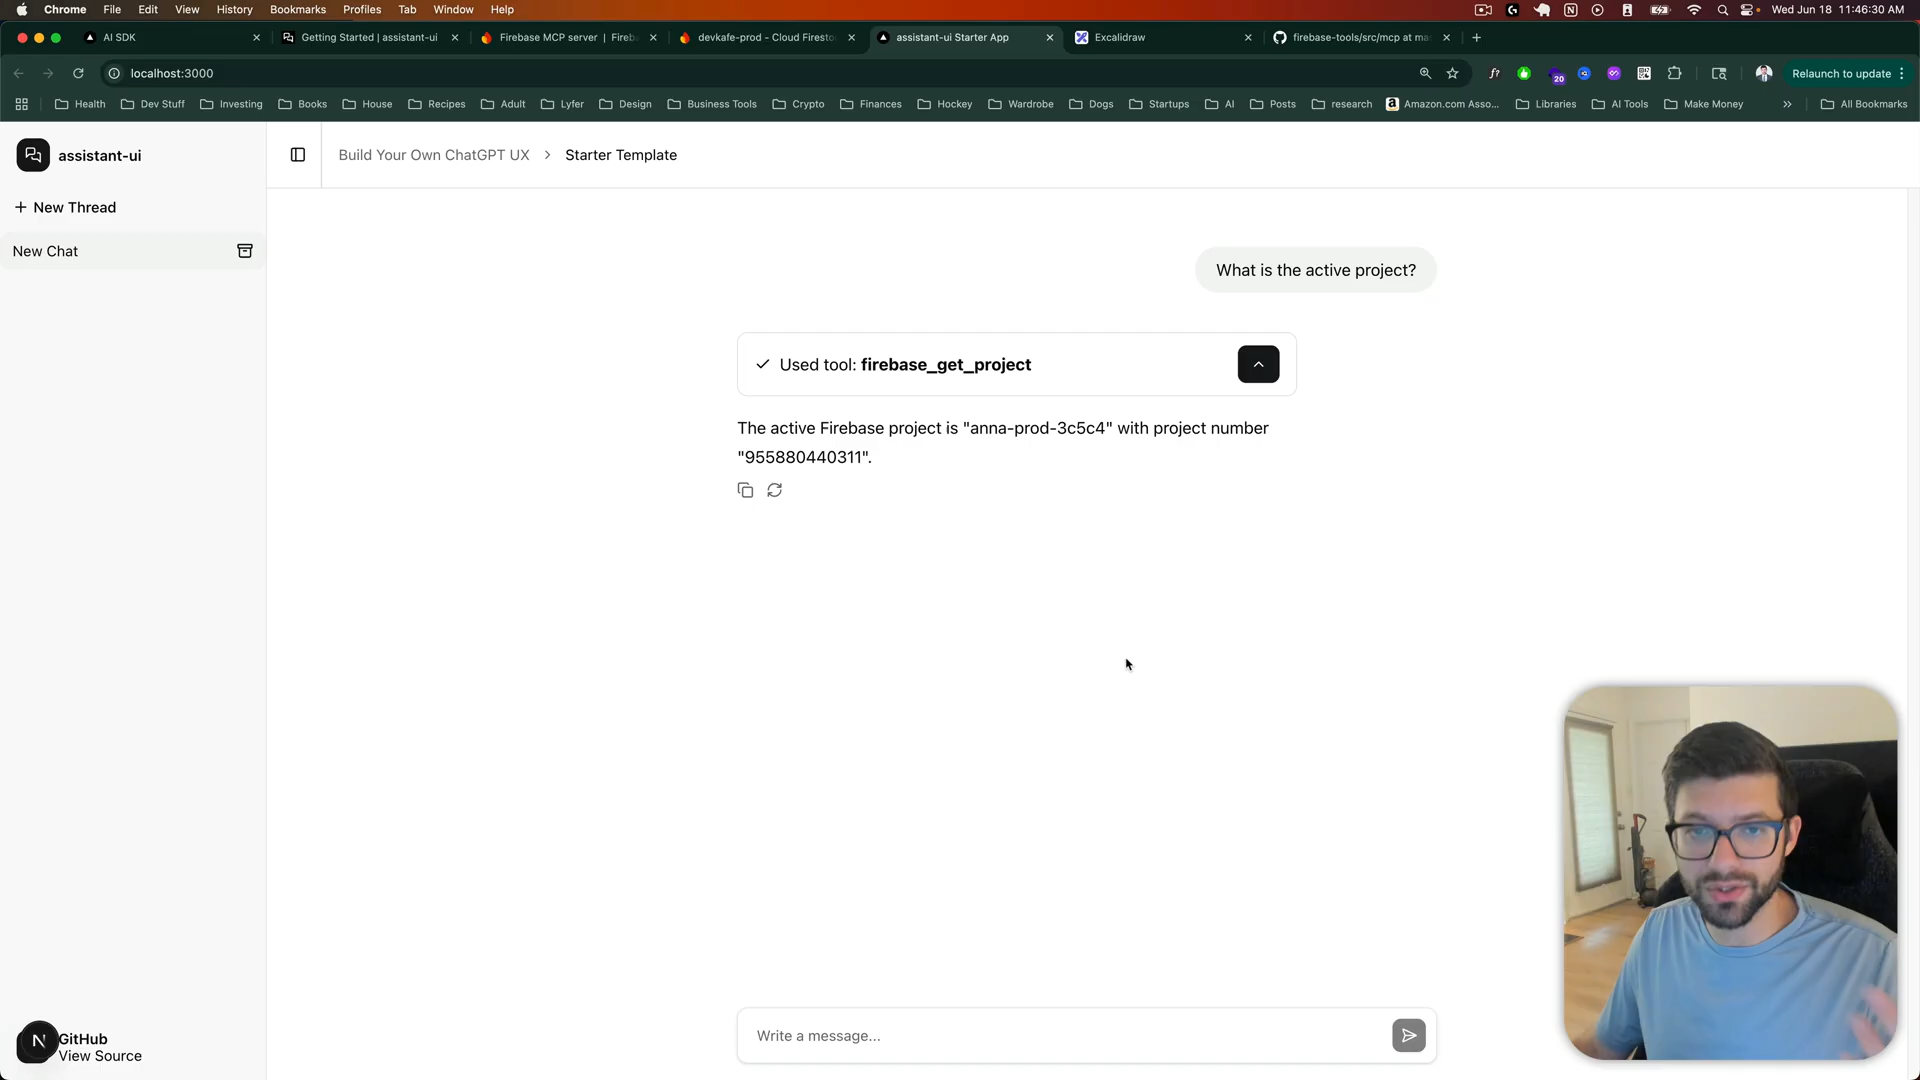 Chrome File Edit View History Bookmarks Profiles Tab Window Help Wed Jun 18 11:46:30 AM
AI SDK Getting Started | assistant-ui Firebase MCP server | Fireb devkafe-prod - Cloud Firesto assistant-ui Starter App Excalidraw firebase-tools/src/mcp at ma
localhost:3000 20 Relaunch to update
Health Dev Stuff Investing Books House Recipes Adult Lyfer Design Business Tools Crypto Finances Hockey Wardrobe Dogs Startups AI Posts research Amazon.com Asso... Libraries AI Tools Make Money All Bookmarks
assistant-ui
Build Your Own ChatGPT UX Starter Template
New Thread
New Chat
What is the active project?
Used tool: firebase_get_project
The active Firebase project is "anna-prod-3c5c4" with project number
"955880440311".
Write a message...
N
GitHub
View Source